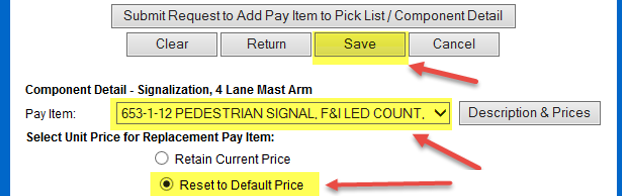 Submit Request to Add Pay Item to Pick List / Component Detail
Clear Return Save Cancel
Component Detail - Signalization, 4 Lane Mast Arm
Pay Item: 653-1-12 PEDESTRIAN SIGNAL, F&I LED COUNT, Description & Prices
Select Unit Price for Replacement Pay Item:
Retain Current Price
Reset to Default Price